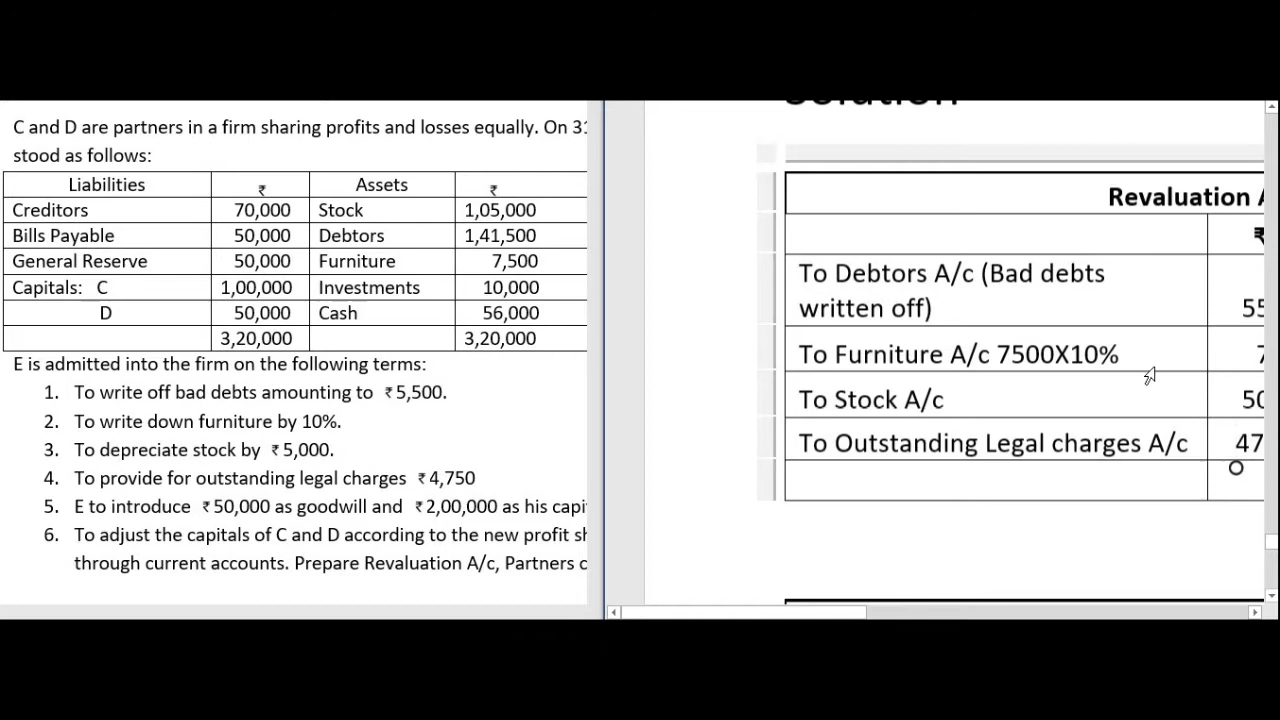 C and D are partners in a firm sharing profits and losses equally. On 31
stood as follows:
Liabilities ₹ Assets ₹
Creditors 70,000 Stock 1,05,000
Bills Payable 50,000 Debtors 1,41,500
General Reserve 50,000 Furniture 7,500
Capitals: C 1,00,000 Investments 10,000
D 50,000 Cash 56,000
3,20,000 3,20,000
E is admitted into the firm on the following terms:
1. To write off bad debts amounting to ₹5,500.
2. To write down furniture by 10%.
3. To depreciate stock by ₹5,000.
4. To provide for outstanding legal charges ₹4,750
5. E to introduce ₹50,000 as goodwill and ₹2,00,000 as his capi
6. To adjust the capitals of C and D according to the new profit sh
through current accounts. Prepare Revaluation A/c, Partners c
Solution
Revaluation A
₹
To Debtors A/c (Bad debts
written off) 55
To Furniture A/c 7500X10% 7
To Stock A/c 50
To Outstanding Legal charges A/c 47